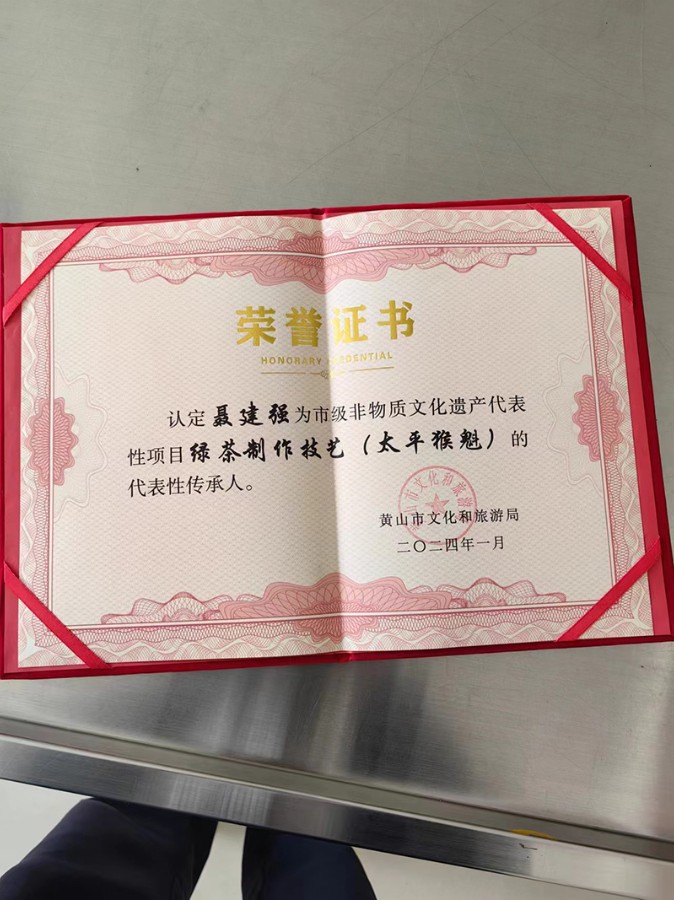 荣誉证书
HONORARY CREDENTIAL
认定聂建强为市级非物质文化遗产代表
性项目绿茶制作技艺（太平猴魁）的
代表性传承人。
黄山市文化和旅游局
二〇二四年一月